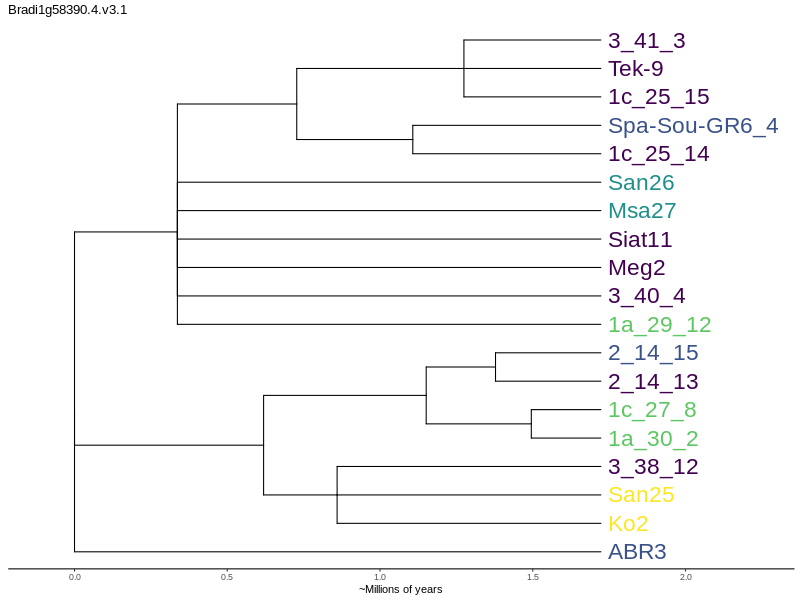 Bradi1g58390.4.v3.1
3_41_3
Tek-9
1c_25_15
Spa-Sou-GR6_4
1c_25_14
San26
Msa27
Siat11
Meg2
3_40_4
1a_29_12
2_14_15
2_14_13
1c_27_8
1a_30_2
3_38_12
San25
Ko2
ABR3
0.0 0.5 1.0 1.5 2.0
~Millions of years